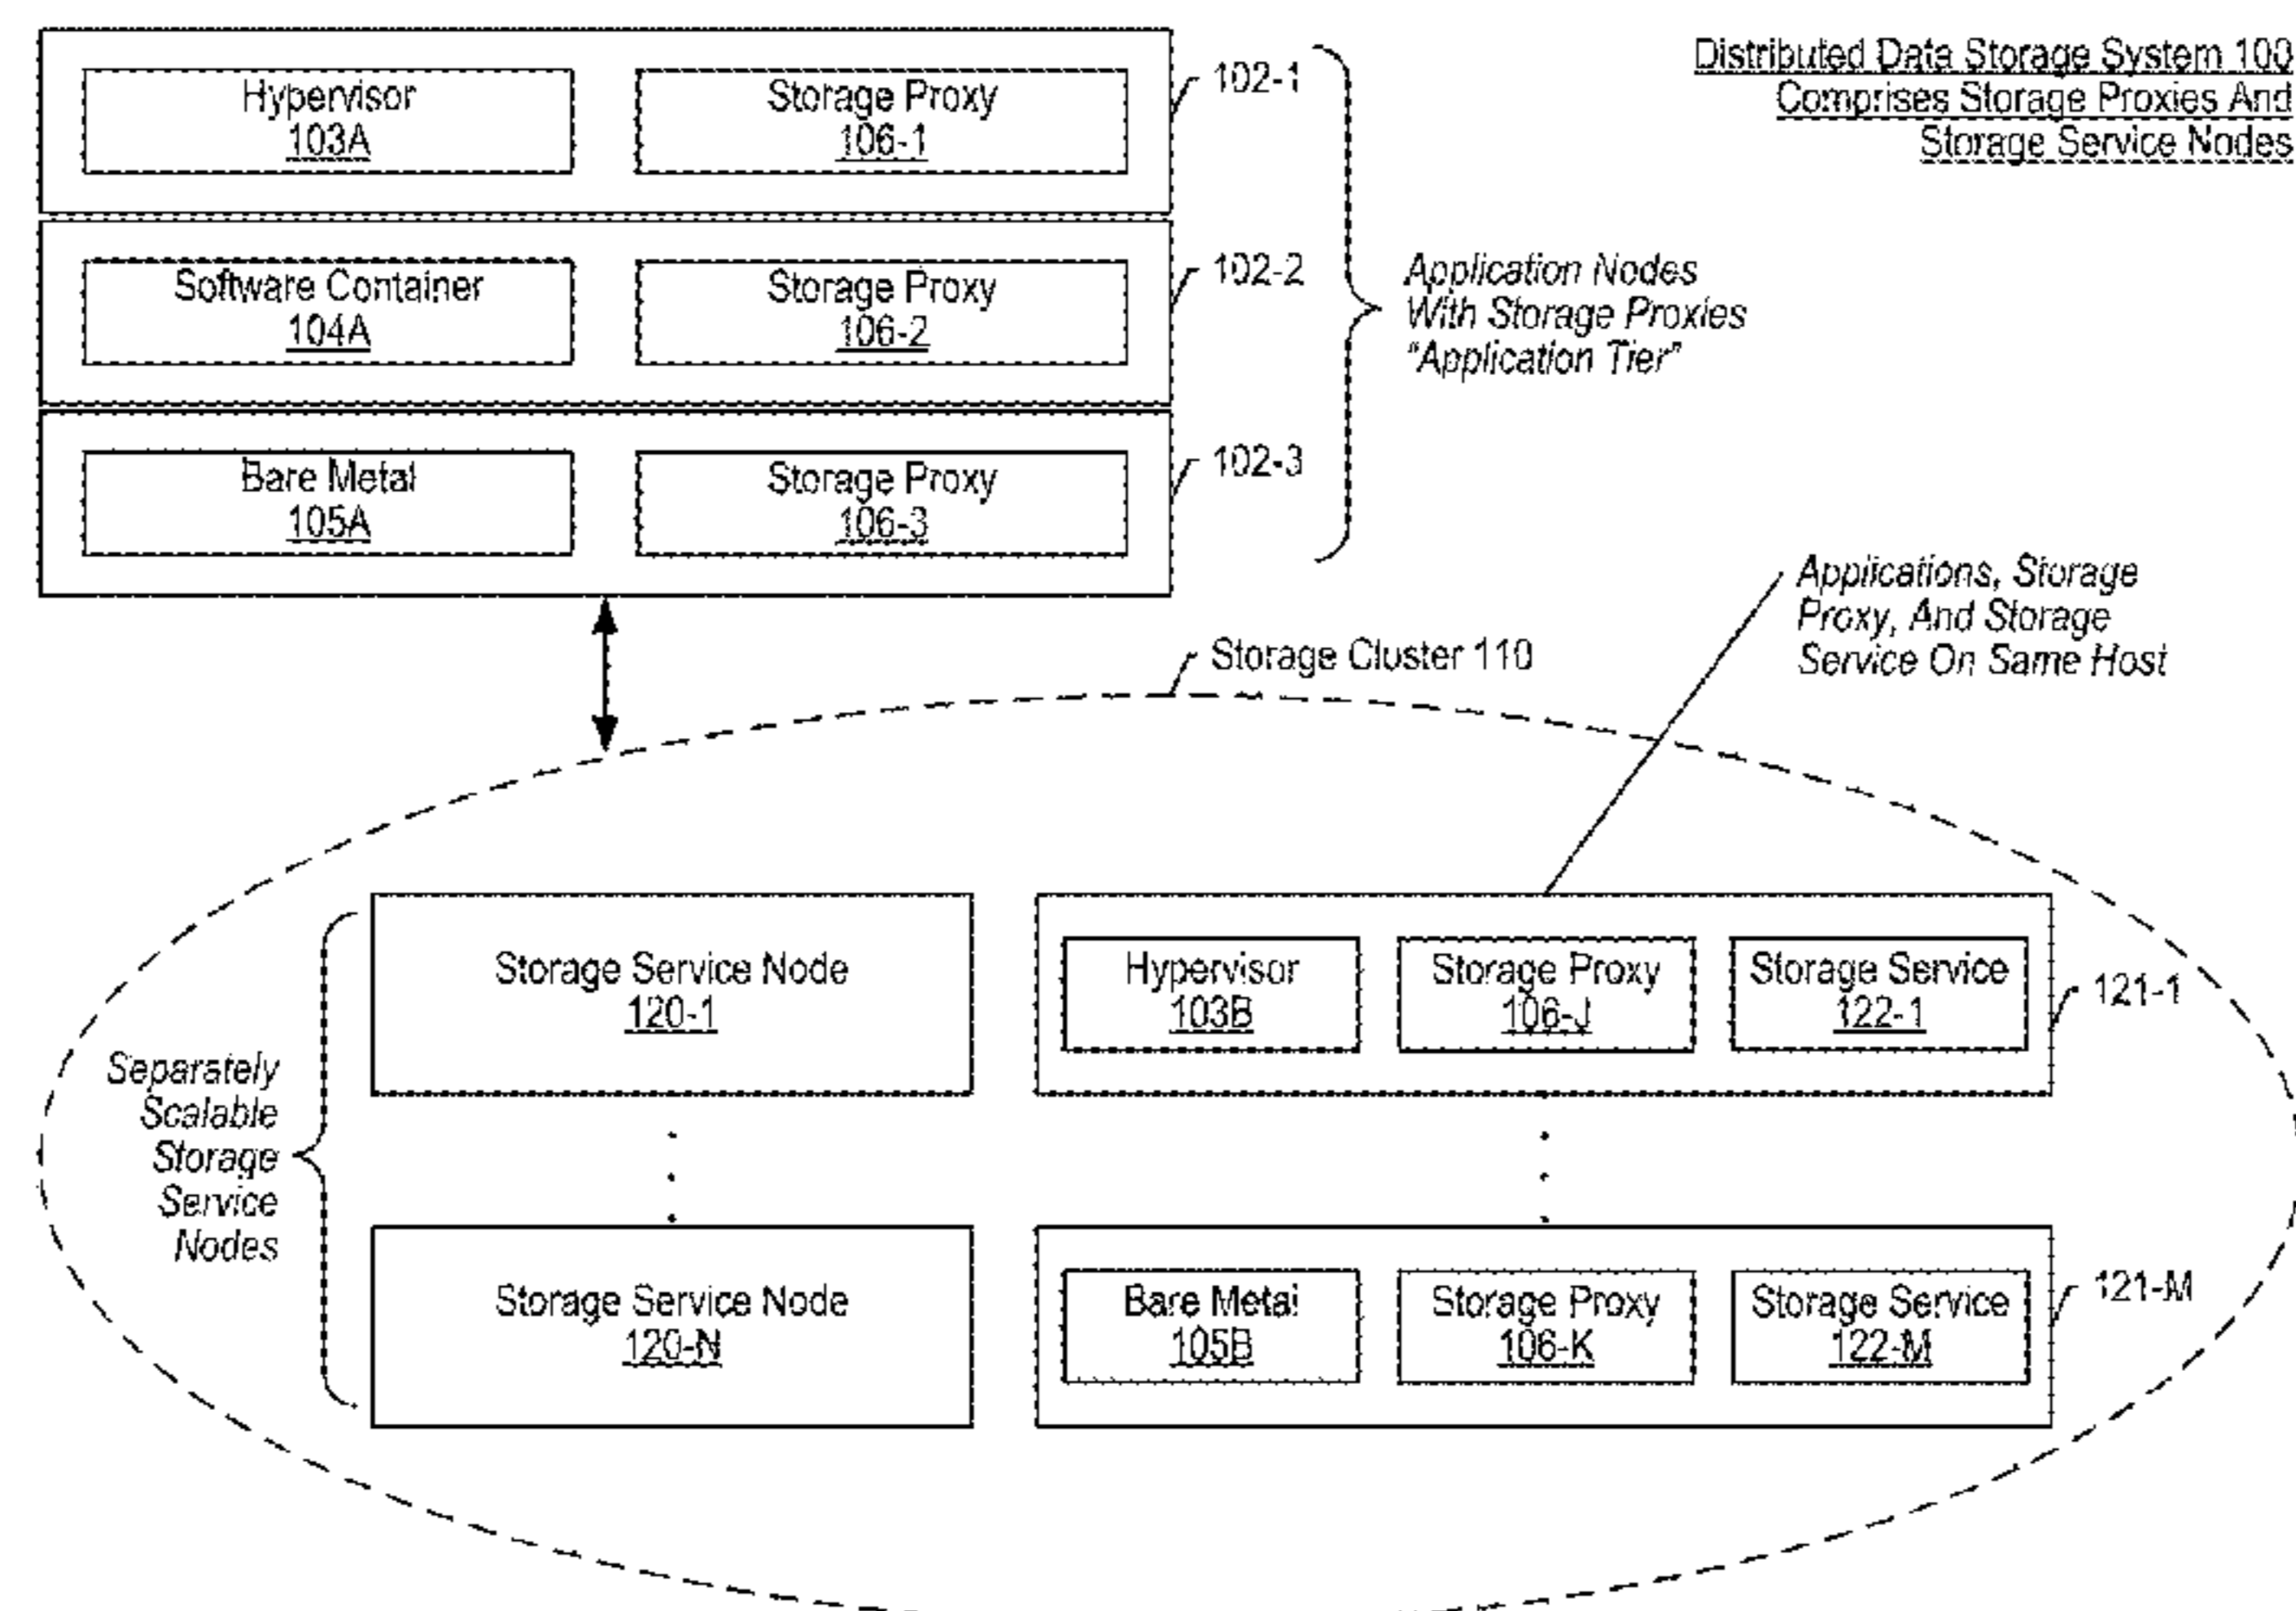 Distributed Data Storage System 100
Comprises Storage Proxies And
Storage Service Nodes
Hypervisor
103A
Storage Proxy
106-1
102-1
Software Container
104A
Storage Proxy
106-2
102-2
Bare Metal
105A
Storage Proxy
106-3
102-3
Application Nodes
With Storage Proxies
"Application Tier"
Applications, Storage
Proxy, And Storage
Service On Same Host
Storage Cluster 110
Separately
Scalable
Storage
Service
Nodes
Storage Service Node
120-1
Hypervisor
103B
Storage Proxy
106-J
Storage Service
122-1
121-1
Storage Service Node
120-N
Bare Metal
105B
Storage Proxy
106-K
Storage Service
122-M
121-M